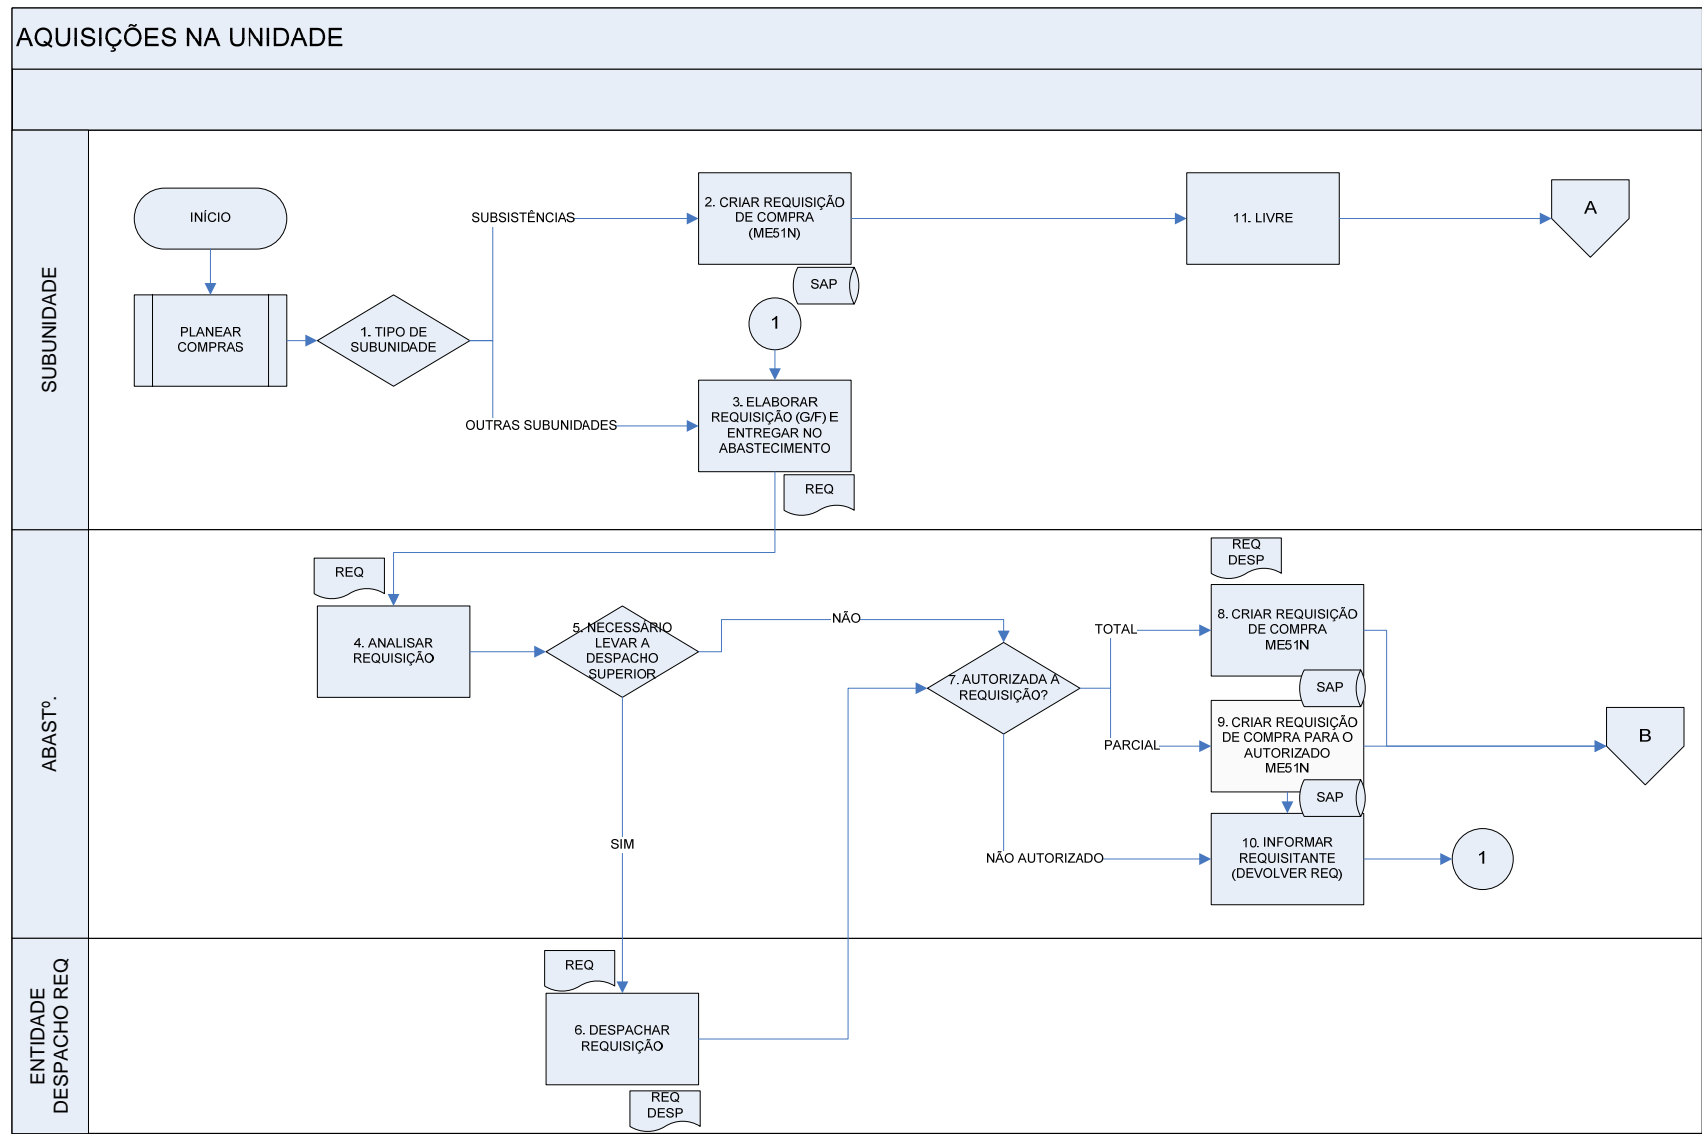 AQUISIÇÕES NA UNIDADE
SUBUNIDADE
INÍCIO
PLANEAR
COMPRAS
1. TIPO DE
SUBUNIDADE
SUBSISTÊNCIAS
OUTRAS SUBUNIDADES
2. CRIAR REQUISIÇÃO
DE COMPRA
(ME51N)
SAP
1
3. ELABORAR
REQUISIÇÃO (G/F) E
ENTREGAR NO
ABASTECIMENTO
REQ
11. LIVRE
A
ABASTº.
REQ
4. ANALISAR
REQUISIÇÃO
5. NECESSÁRIO
LEVAR A
DESPACHO
SUPERIOR
NÃO
SIM
7. AUTORIZADA A
REQUISIÇÃO?
TOTAL
PARCIAL
NÃO AUTORIZADO
REQ
DESP
8. CRIAR REQUISIÇÃO
DE COMPRA
ME51N
SAP
9. CRIAR REQUISIÇÃO
DE COMPRA PARA O
AUTORIZADO
ME51N
SAP
10. INFORMAR
REQUISITANTE
(DEVOLVER REQ)
1
B
ENTIDADE
DESPACHO REQ
REQ
6. DESPACHAR
REQUISIÇÃO
REQ
DESP